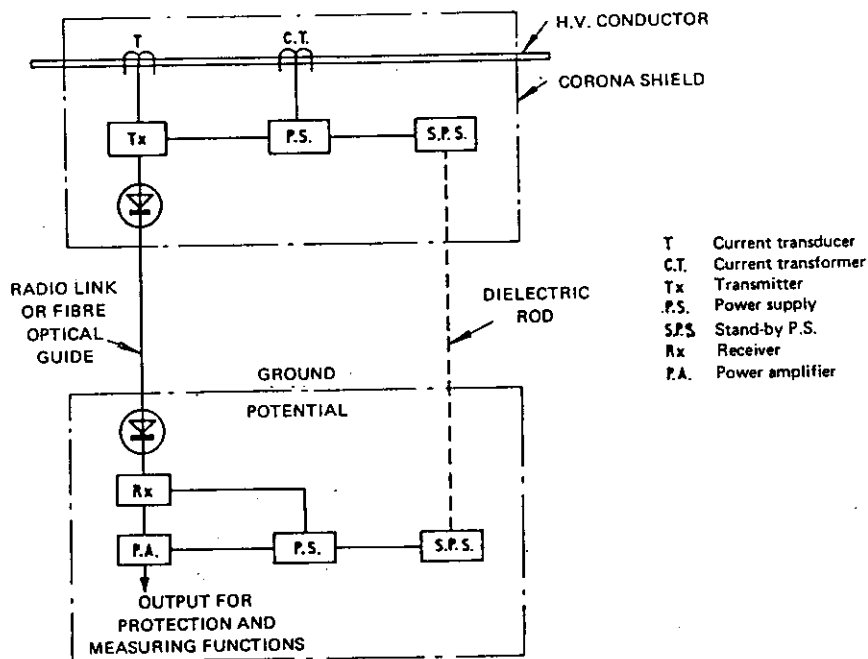 H.V. CONDUCTOR
T
C.T.
CORONA SHIELD
Tx
P.S.
S.P.S.
RADIO LINK
OR FIBRE
OPTICAL
GUIDE
DIELECTRIC
ROD
GROUND
POTENTIAL
Rx
P.A.
P.S.
S.P.S.
OUTPUT FOR
PROTECTION AND
MEASURING FUNCTIONS
T Current transducer
C.T. Current transformer
Tx Transmitter
P.S. Power supply
S.P.S. Stand-by P.S.
Rx Receiver
P.A. Power amplifier